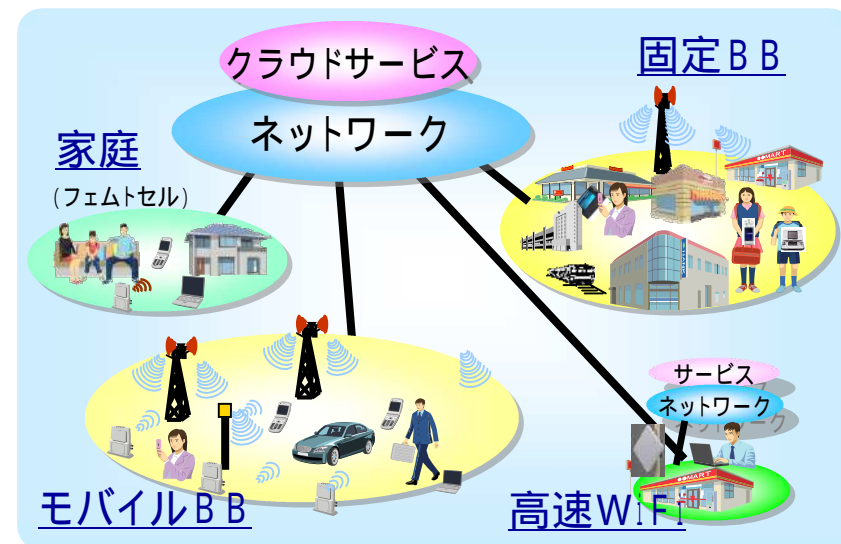 クラウドサービス
ネットワーク
固定ＢＢ
家庭
(フェムトセル)
MART
サービス
ネットワーク
MART
モバイルＢＢ
高速WiFi